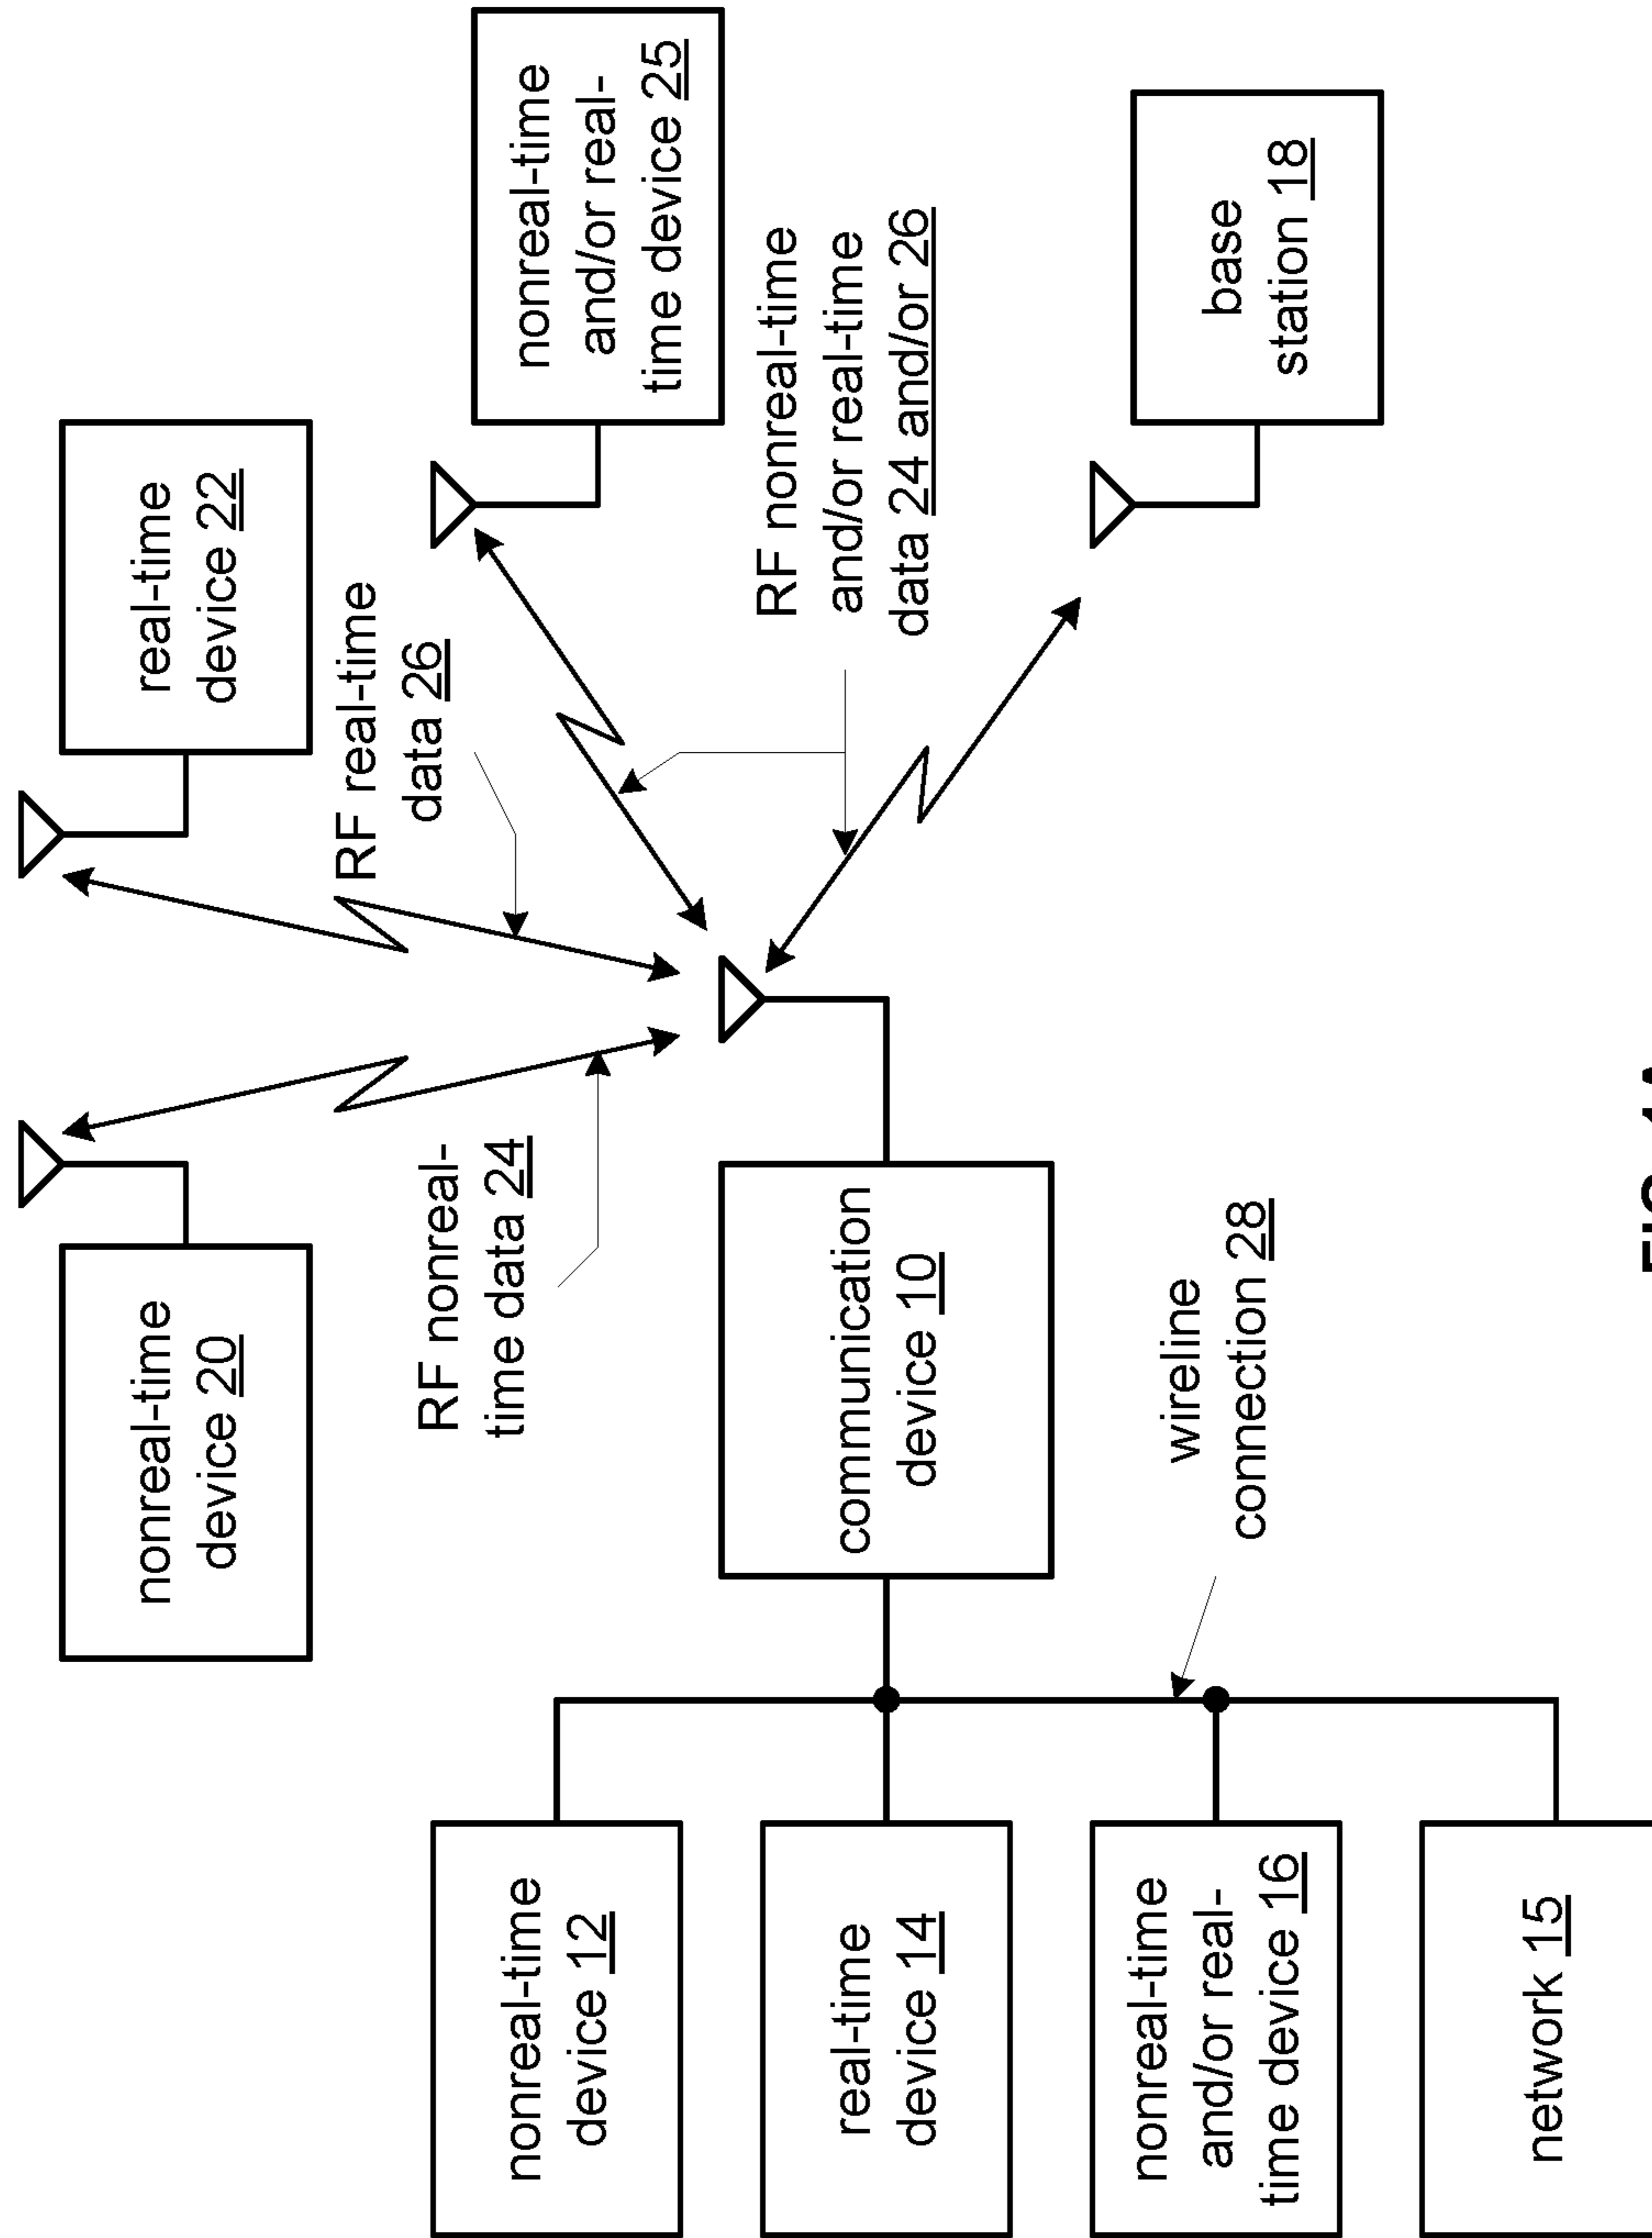 nonreal-time
device 20
real-time
device 22
RF real-time
data 26
RF nonreal-
time data 24
nonreal-time
and/or real-
time device 25
nonreal-time
device 12
RF nonreal-time
and/or real-time
data 24 and/or 26
communication
device 10
real-time
device 14
wireline
connection 28
nonreal-time
and/or real-
time device 16
base
station 18
network 15